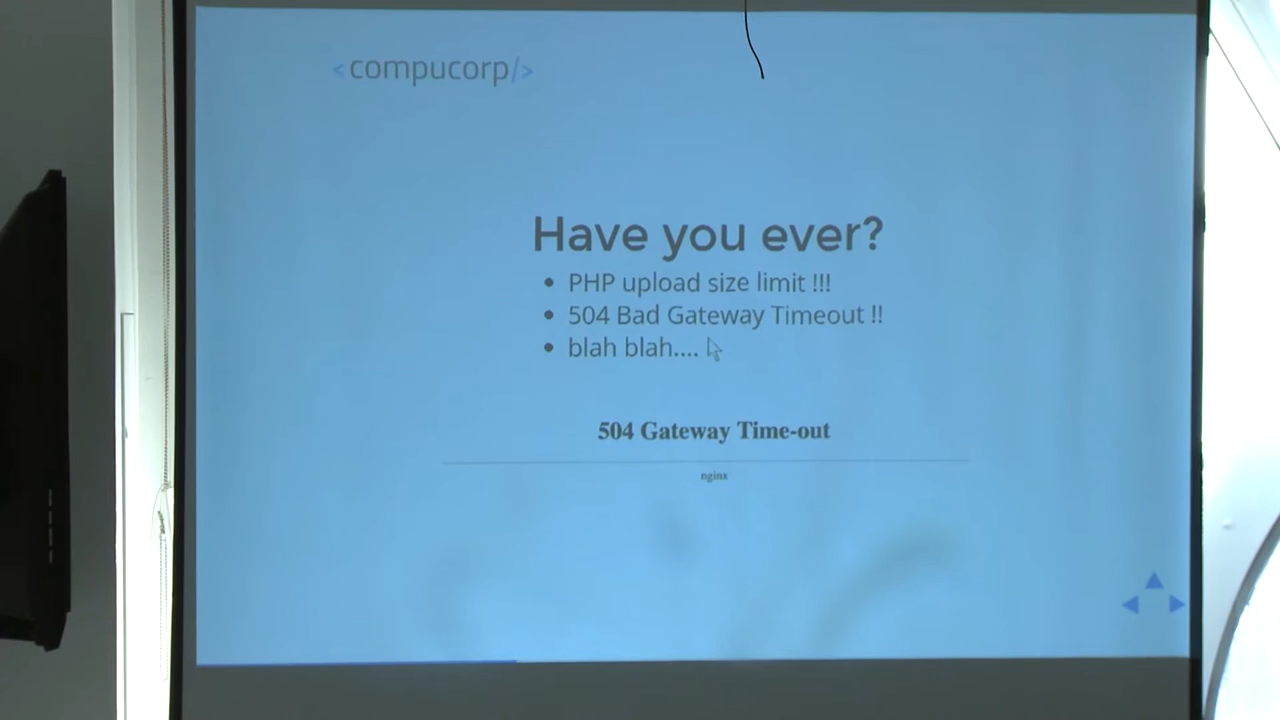 <compucorp/>
Have you ever?
PHP upload size limit !!!
504 Bad Gateway Timeout !!
blah blah....
504 Gateway Time-out
nginx